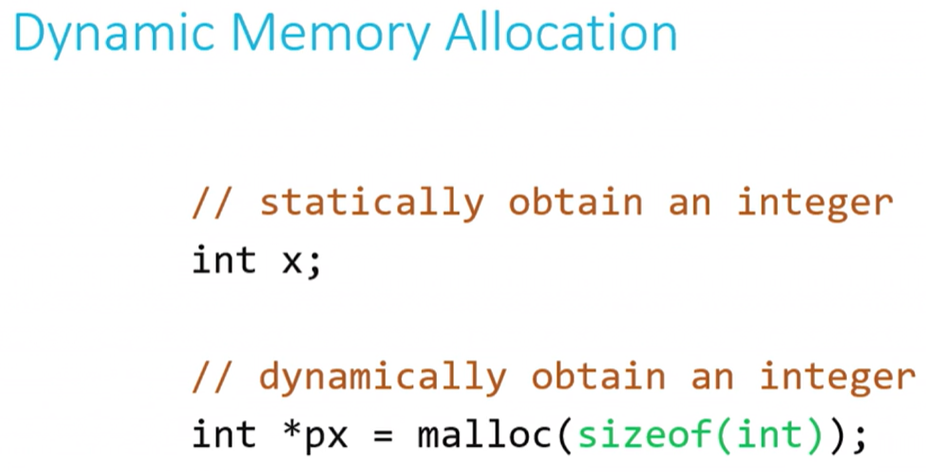 Dynamic Memory Allocation
// statically obtain an integer
int x;
// dynamically obtain an integer
int *px = malloc(sizeof(int));